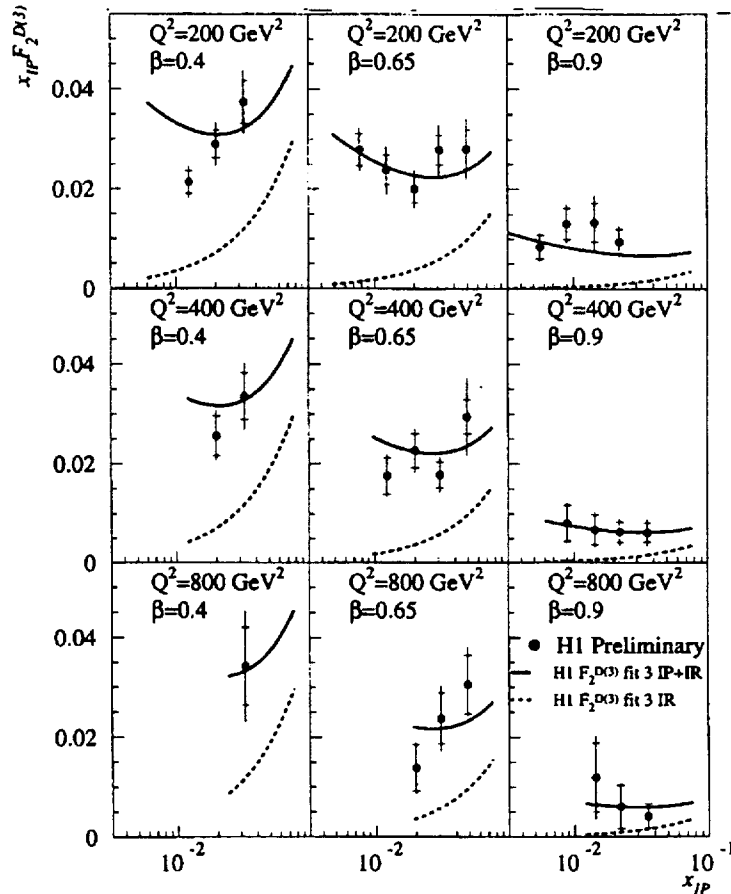 x_IP F_2^D(3)
Q²=200 GeV²
β=0.4
Q²=200 GeV²
β=0.65
Q²=200 GeV²
β=0.9
0.04
0.02
0
Q²=400 GeV²
β=0.4
Q²=400 GeV²
β=0.65
Q²=400 GeV²
β=0.9
0.04
0.02
0
Q²=800 GeV²
β=0.4
Q²=800 GeV²
β=0.65
Q²=800 GeV²
β=0.9
H1 Preliminary
H1 F₂^D(3) fit 3 IP+IR
H1 F₂^D(3) fit 3 IR
0.04
0.02
0
10⁻² 10⁻² 10⁻² 10⁻¹
x_IP